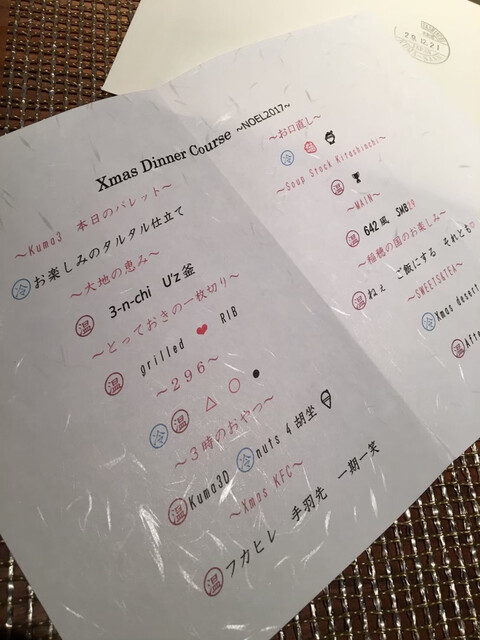 Xmas Dinner Course ~NOEL2017~
~Kuma3 本日のパレット~
冷 お楽しみのタルタル仕立て
~大地の恵み~
温 3-n-chi U'z釜
~とっておきの一枚切り~
温 grilled ❤ RIB
~296~
冷 温 △ ○ ●
~3時のおやつ~
温 Kuma3D 冷 nuts 4 胡坐
~Xmas KFC~
温 フカヒレ 手羽先 一期一笑
~お口直し~
冷
~Soup Stock Kitashinchi~
温
~MAIN~
温 642風 SMB
~稲穂の国のお楽しみ~
温 ねぇ ご飯にする それとも♡
~SWEETS&TEA~
冷 Xmas desert
温 Afte
20.12.21